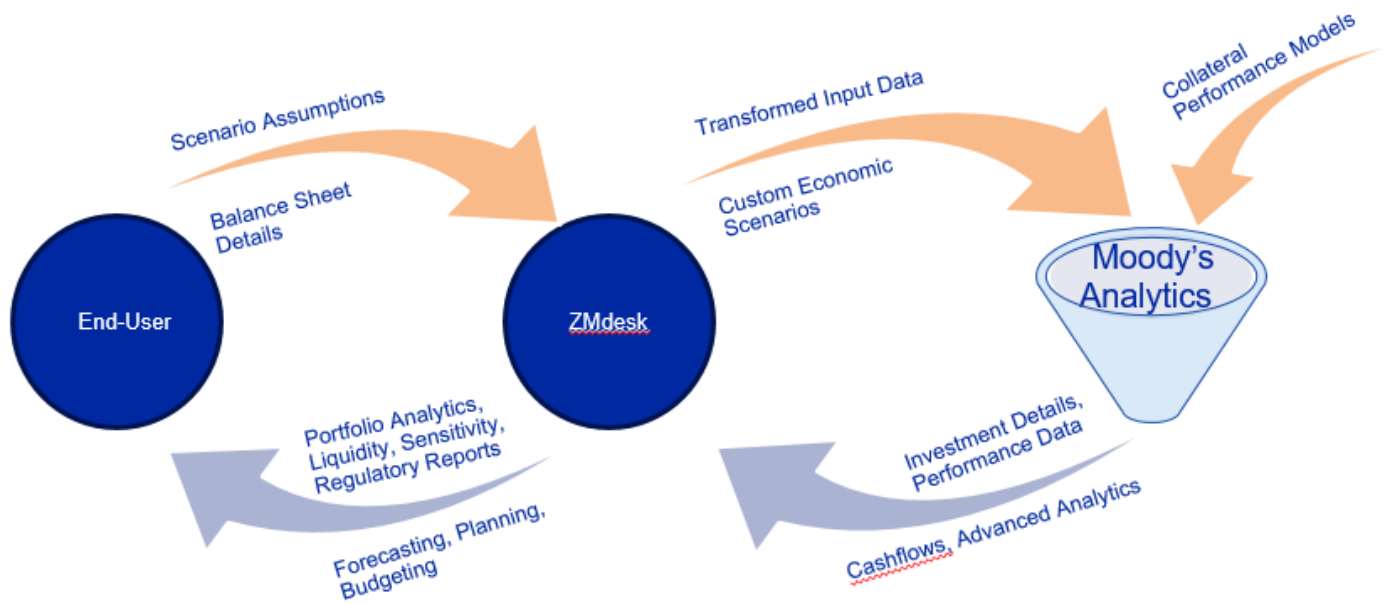 Scenario Assumptions
Balance Sheet
Details
Transformed Input Data
Custom Economic
Scenarios
Collateral
Performance Models
End-User
ZMdesk
Moody's
Analytics
Portfolio Analytics,
Liquidity, Sensitivity,
Regulatory Reports
Forecasting, Planning,
Budgeting
Investment Details,
Performance Data
Cashflows, Advanced Analytics